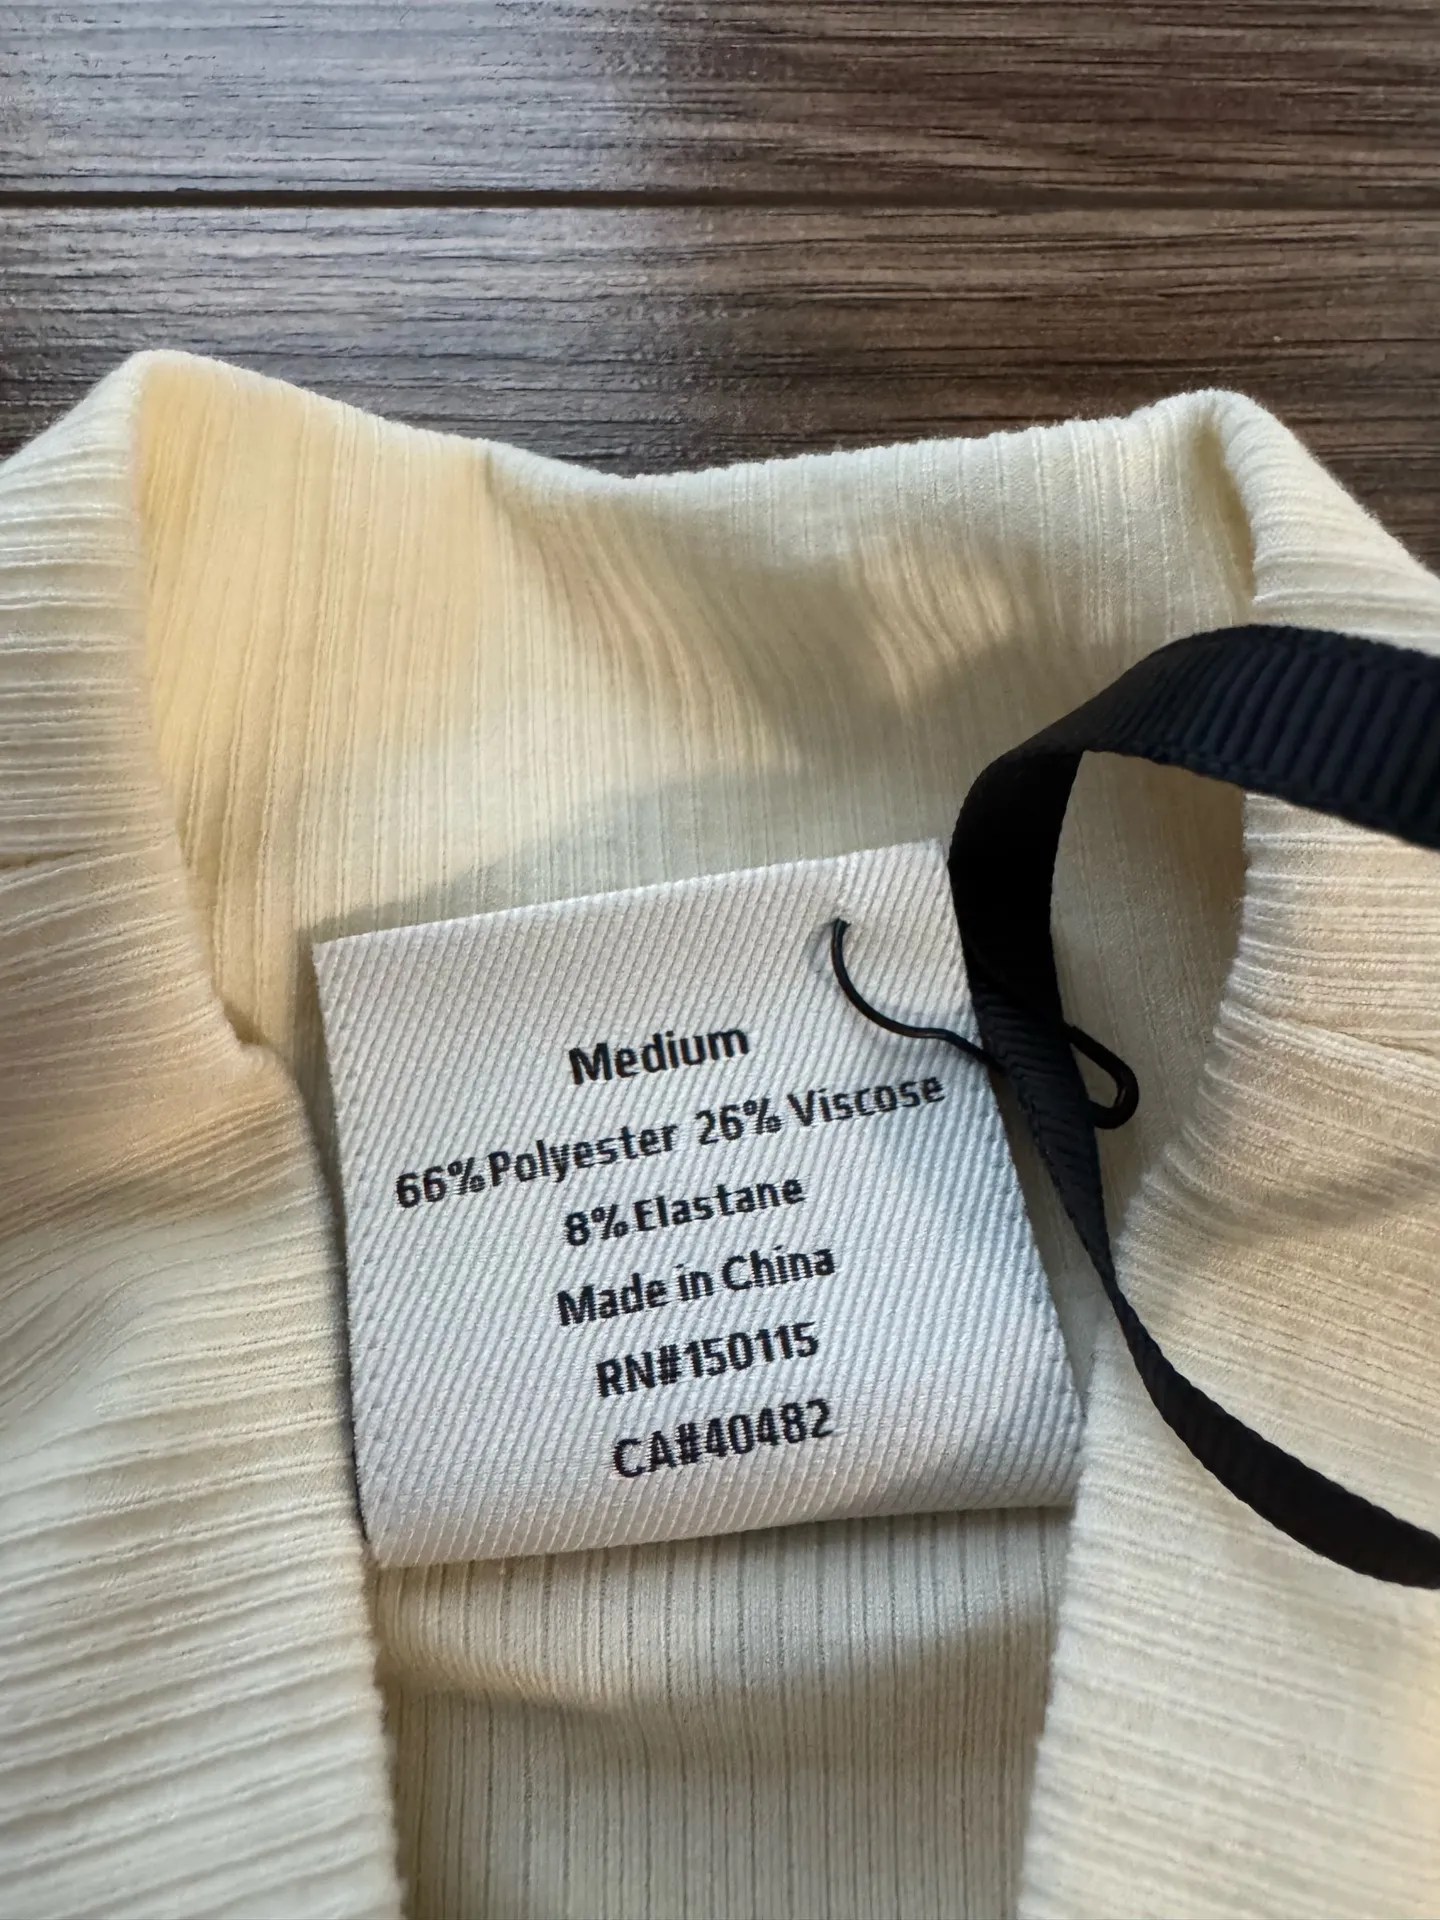 Medium
66%Polyester 26% Viscose
8%Elastane
Made in China
RN#150115
CA#40482